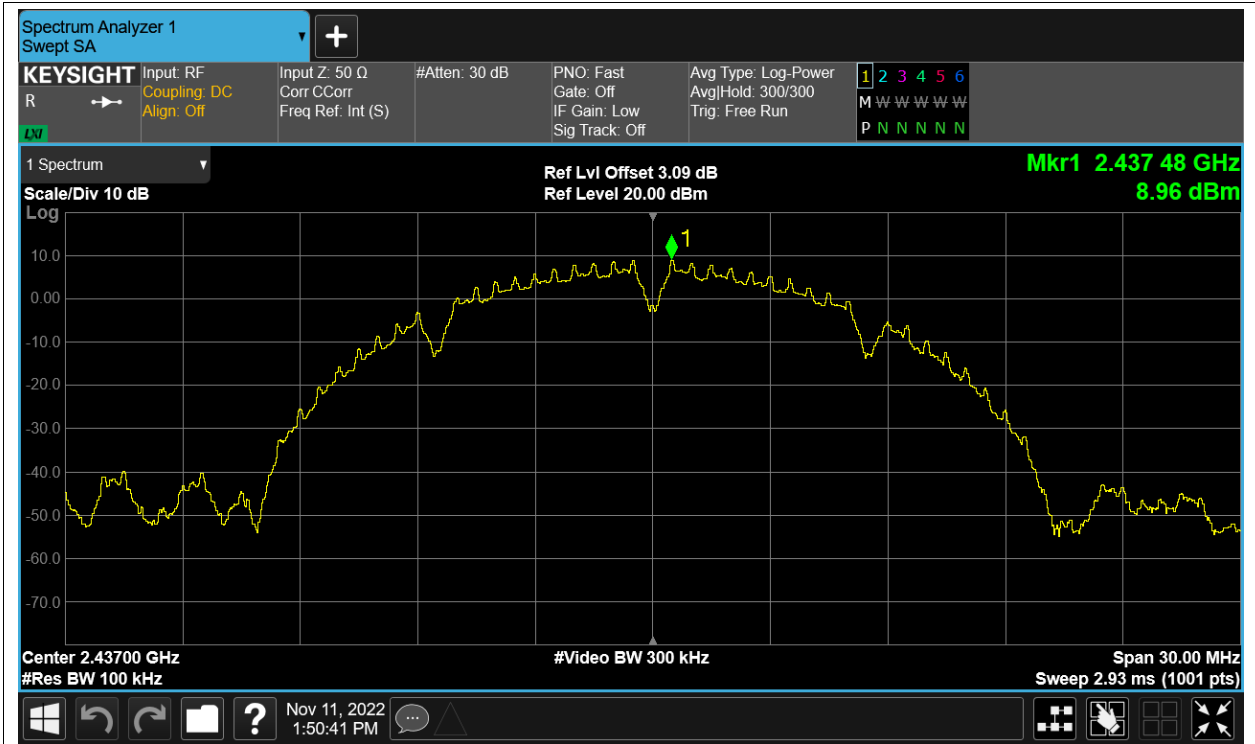 Spectrum Analyzer 1
Swept SA
KEYSIGHT
R
LXI
Input: RF
Coupling: DC
Align: Off
Input Z: 50 Ω
Corr CCorr
Freq Ref: Int (S)
#Atten: 30 dB
PNO: Fast
Gate: Off
IF Gain: Low
Sig Track: Off
Avg Type: Log-Power
Avg|Hold: 300/300
Trig: Free Run
1 2 3 4 5 6
M W W W W W W
P N N N N N
1 Spectrum
Scale/Div 10 dB
Ref Lvl Offset 3.09 dB
Ref Level 20.00 dBm
Mkr1 2.437 48 GHz
8.96 dBm
Log
1
10.0
0.00
-10.0
-20.0
-30.0
-40.0
-50.0
-60.0
-70.0
Center 2.43700 GHz
#Res BW 100 kHz
#Video BW 300 kHz
Span 30.00 MHz
Sweep 2.93 ms (1001 pts)
?
Nov 11, 2022
1:50:41 PM